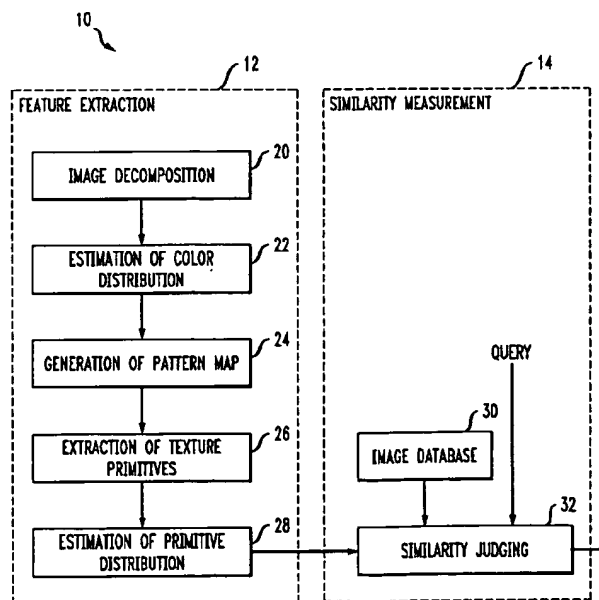 10
12
14
FEATURE EXTRACTION
SIMILARITY MEASUREMENT
20
IMAGE DECOMPOSITION
22
ESTIMATION OF COLOR
DISTRIBUTION
24
GENERATION OF PATTERN MAP
QUERY
26
EXTRACTION OF TEXTURE
PRIMITIVES
30
IMAGE DATABASE
28
ESTIMATION OF PRIMITIVE
DISTRIBUTION
32
SIMILARITY JUDGING